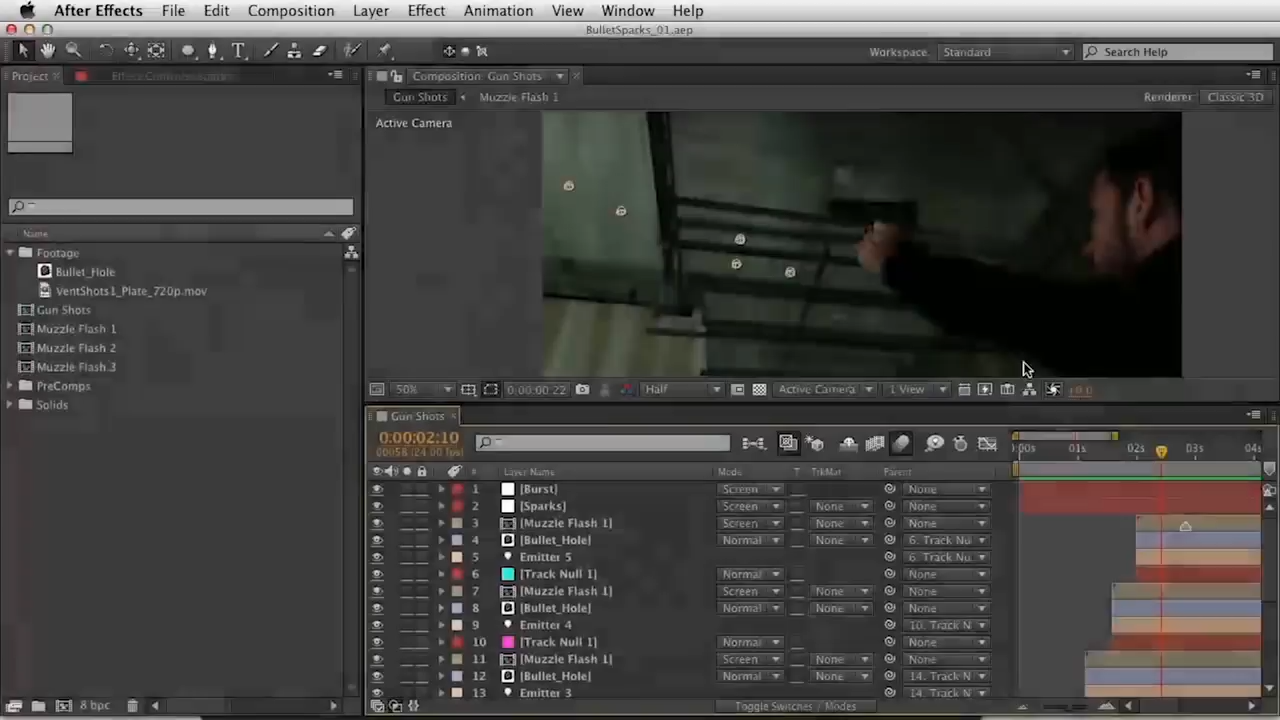 After Effects File Edit Composition Layer Effect Animation View Window Help
BulletSparks_01.aep
Workspace: Standard Search Help
Project
Composition: Gun Shots
Gun Shots Muzzle Flash 1
Renderer: Classic 3D
Active Camera
Name
Footage
Bullet_Hole
VentShots1_Plate_720p.mov
Gun Shots
Muzzle Flash 1
Muzzle Flash 2
Muzzle Flash 3
PreComps
Solids
50% 0:00:00:22 Half Active Camera 1 View +0.0
Gun Shots
0:00:02:10
00058 (24.00 fps)
:00s 01s 02s 03s 04s
# Layer Name Mode T TrkMat Parent
1 [Burst] Screen None
2 [Sparks] Screen None None
3 [Muzzle Flash 1] Screen None None
4 [Bullet_Hole] Normal None 6. Track Nu
5 Emitter 5 6. Track Nu
6 [Track Null 1] Normal None None
7 [Muzzle Flash 1] Screen None None
8 [Bullet_Hole] Normal None None
9 Emitter 4 10. Track N
10 [Track Null 1] Normal None None
11 [Muzzle Flash 1] Screen None None
12 [Bullet_Hole] Normal None 14. Track N
13 Emitter 3 14. Track N
8 bpc
Toggle Switches / Modes